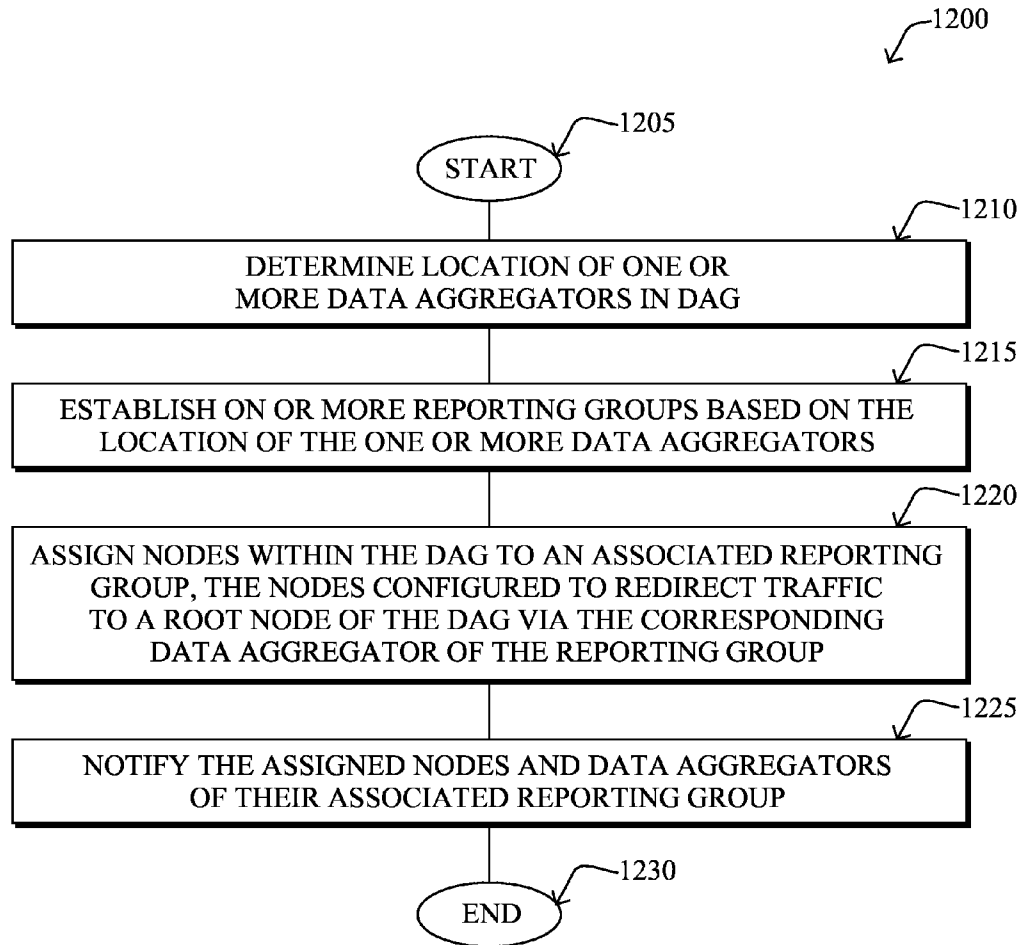 1200
1205
START
1210
DETERMINE LOCATION OF ONE OR
MORE DATA AGGREGATORS IN DAG
1215
ESTABLISH ON OR MORE REPORTING GROUPS BASED ON THE
LOCATION OF THE ONE OR MORE DATA AGGREGATORS
1220
ASSIGN NODES WITHIN THE DAG TO AN ASSOCIATED REPORTING
GROUP, THE NODES CONFIGURED TO REDIRECT TRAFFIC
TO A ROOT NODE OF THE DAG VIA THE CORRESPONDING
DATA AGGREGATOR OF THE REPORTING GROUP
1225
NOTIFY THE ASSIGNED NODES AND DATA AGGREGATORS
OF THEIR ASSOCIATED REPORTING GROUP
1230
END